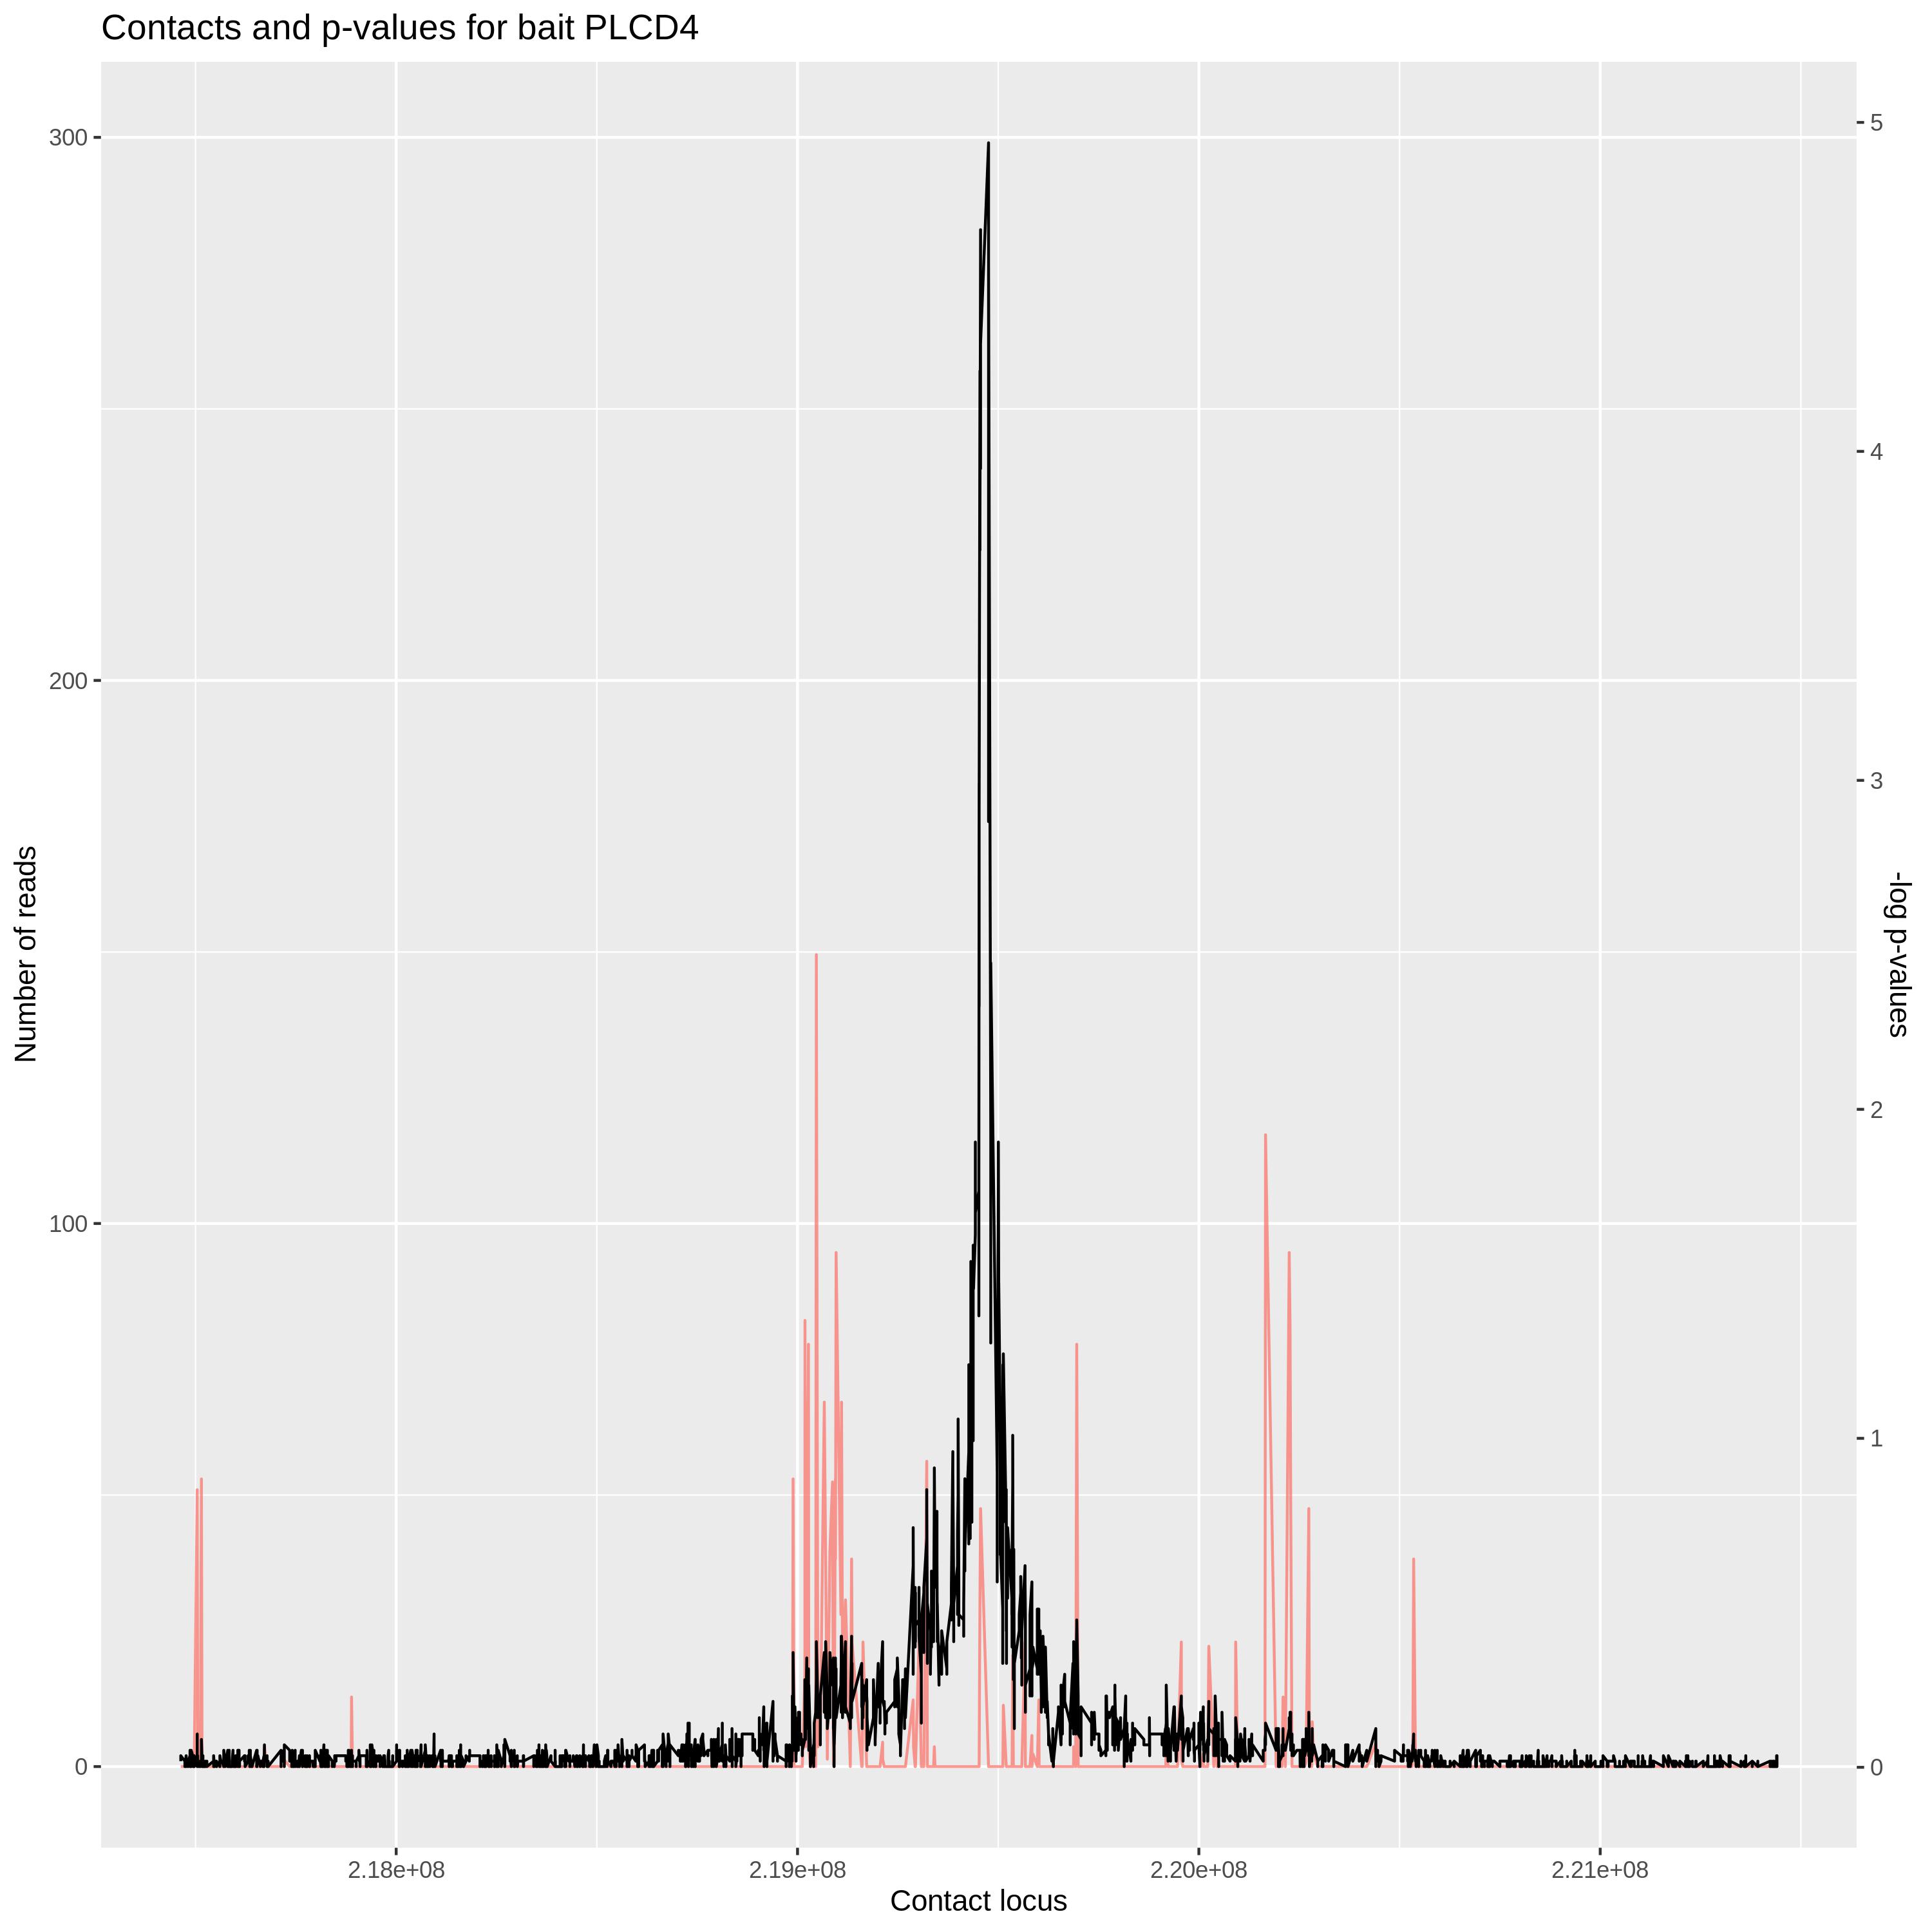 Contacts and p-values for bait PLCD4
300
200
100
0
Number of reads
5
4
3
2
1
0
-log p-values
2.18e+08
2.19e+08
2.20e+08
2.21e+08
Contact locus